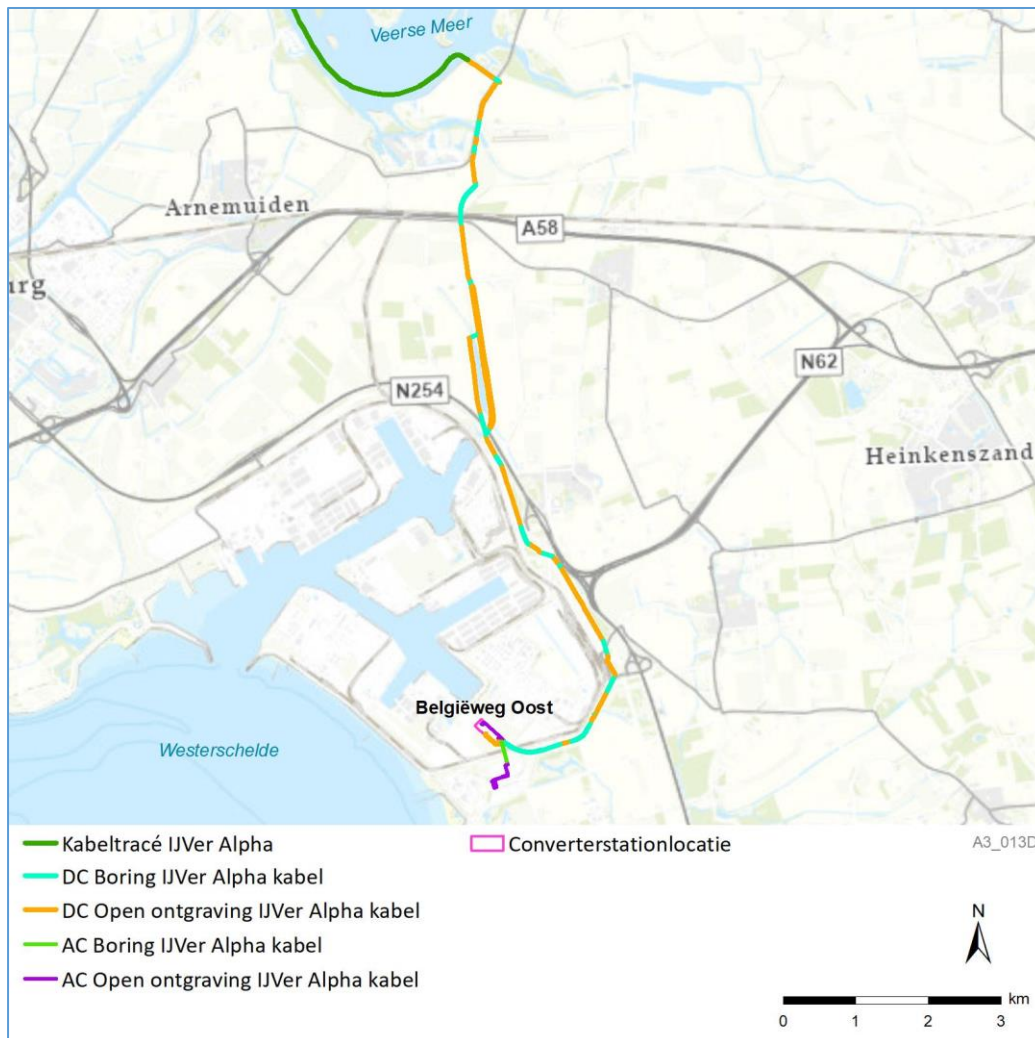 Veerse Meer
Arnemuiden
A58
urg
N62
N254
Heinkenszand
Belgiëweg Oost
Westerschelde
Kabeltracé IJVer Alpha
Converterstationlocatie
A3_013D
DC Boring IJVer Alpha kabel
DC Open ontgraving IJVer Alpha kabel
AC Boring IJVer Alpha kabel
AC Open ontgraving IJVer Alpha kabel
N
km
0 1 2 3